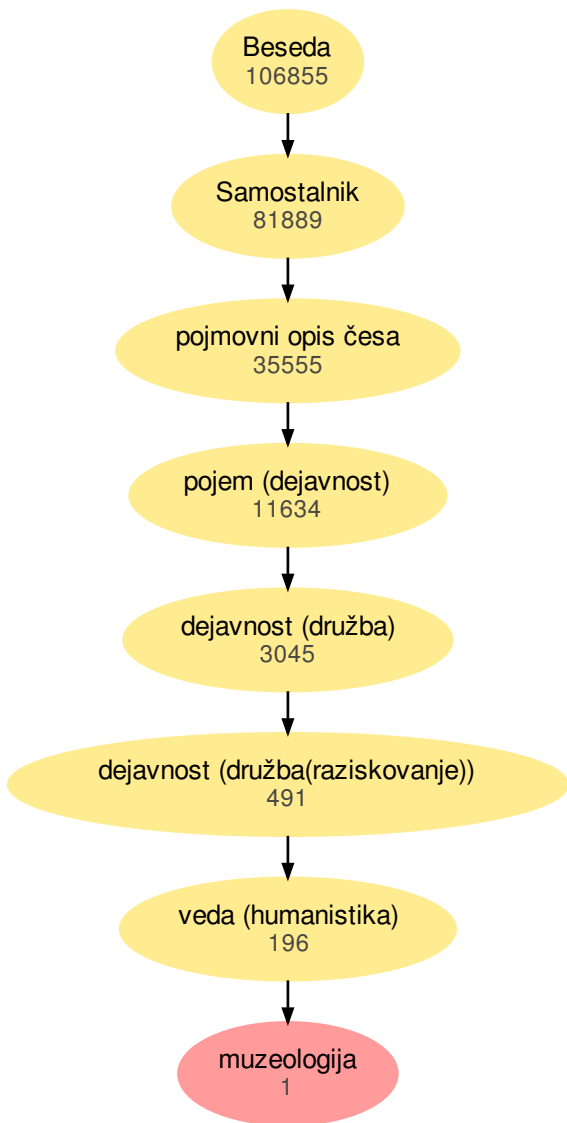 Beseda
106855
Samostalnik
81889
pojmovni opis česa
35555
pojem (dejavnost)
11634
dejavnost (družba)
3045
dejavnost (družba(raziskovanje))
491
veda (humanistika)
196
muzeologija
1